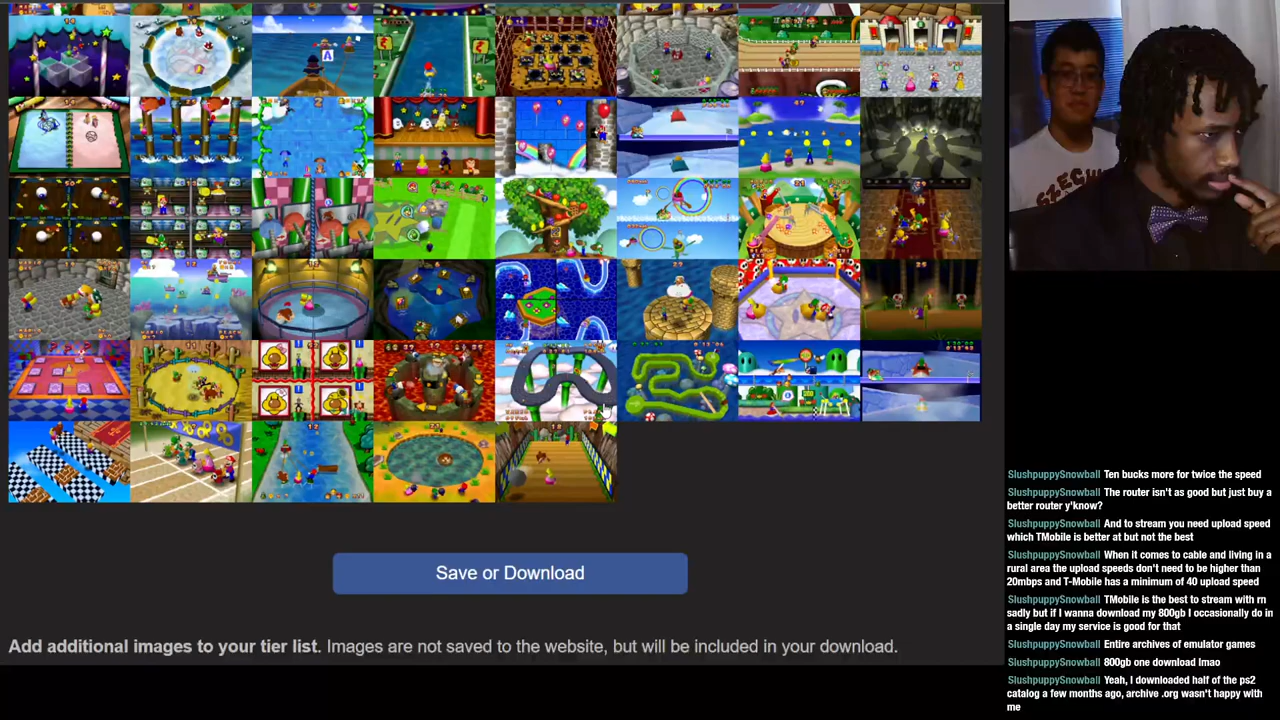 Save or Download
Add additional images to your tier list. Images are not saved to the website, but will be included in your download.
SlushpuppySnowball Ten bucks more for twice the speed
SlushpuppySnowball The router isn't as good but just buy a
better router y'know?
SlushpuppySnowball And to stream you need upload speed
which TMobile is better at but not the best
SlushpuppySnowball When it comes to cable and living in a
rural area the upload speeds don't need to be higher than
20mbps and T-Mobile has a minimum of 40 upload speed
SlushpuppySnowball TMobile is the best to stream with rn
sadly but if I wanna download my 800gb I occasionally do in
a single day my service is good for that
SlushpuppySnowball Entire archives of emulator games
SlushpuppySnowball 800gb one download lmao
SlushpuppySnowball Yeah, I downloaded half of the ps2
catalog a few months ago, archive .org wasn't happy with
me